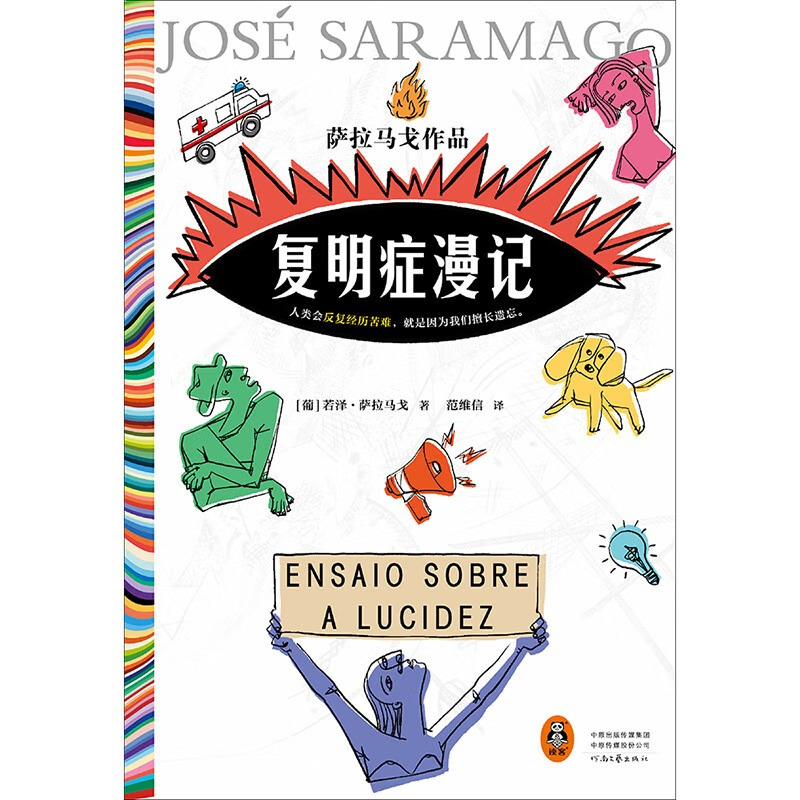 JOSÉ SARAMAGO
萨拉马戈作品
复明症漫记
人类会反复经历苦难，就是因为我们擅长遗忘。
[葡]若泽·萨拉马戈 著 范维信 译
ENSAIO SOBRE
A LUCIDEZ
读客
中原出版传媒集团
中原传媒股份公司
河南文艺出版社